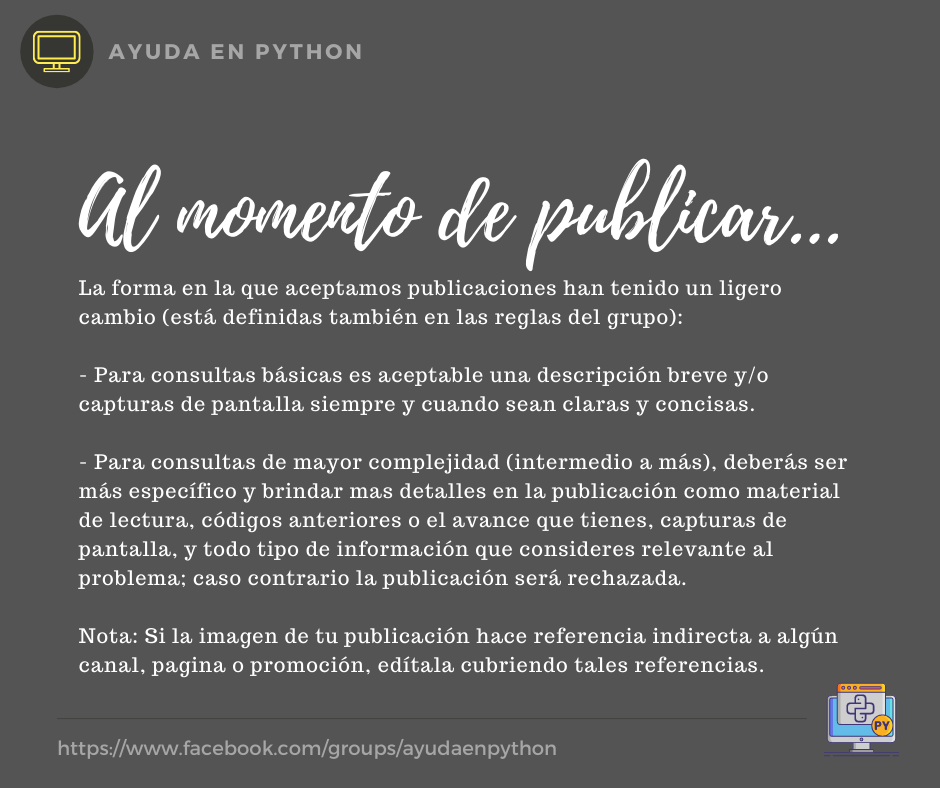 AYUDA EN PYTHON
Al momento de publicar...
La forma en la que aceptamos publicaciones han tenido un ligero
cambio (está definidas también en las reglas del grupo):
- Para consultas básicas es aceptable una descripción breve y/o
capturas de pantalla siempre y cuando sean claras y concisas.
- Para consultas de mayor complejidad (intermedio a más), deberás ser
más específico y brindar mas detalles en la publicación como material
de lectura, códigos anteriores o el avance que tienes, capturas de
pantalla, y todo tipo de información que consideres relevante al
problema; caso contrario la publicación será rechazada.
Nota: Si la imagen de tu publicación hace referencia indirecta a algún
canal, pagina o promoción, edítala cubriendo tales referencias.
PY
https://www.facebook.com/groups/ayudaenpython